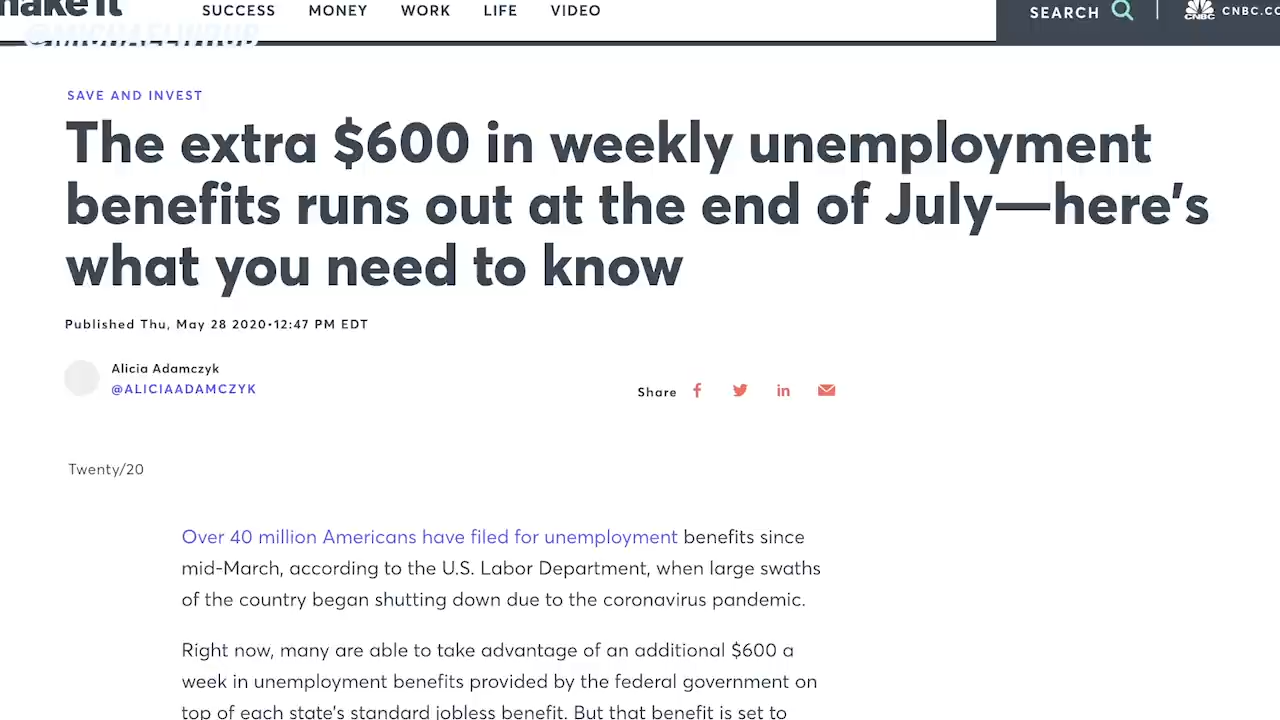 make it
SUCCESS MONEY WORK LIFE VIDEO
SEARCH
CNBC
CNBC.CO
SAVE AND INVEST
The extra $600 in weekly unemployment
benefits runs out at the end of July—here's
what you need to know
Published Thu, May 28 2020•12:47 PM EDT
Alicia Adamczyk
@ALICIAADAMCZYK
Share
Twenty/20
Over 40 million Americans have filed for unemployment benefits since
mid-March, according to the U.S. Labor Department, when large swaths
of the country began shutting down due to the coronavirus pandemic.
Right now, many are able to take advantage of an additional $600 a
week in unemployment benefits provided by the federal government on
top of each state's standard jobless benefit. But that benefit is set to